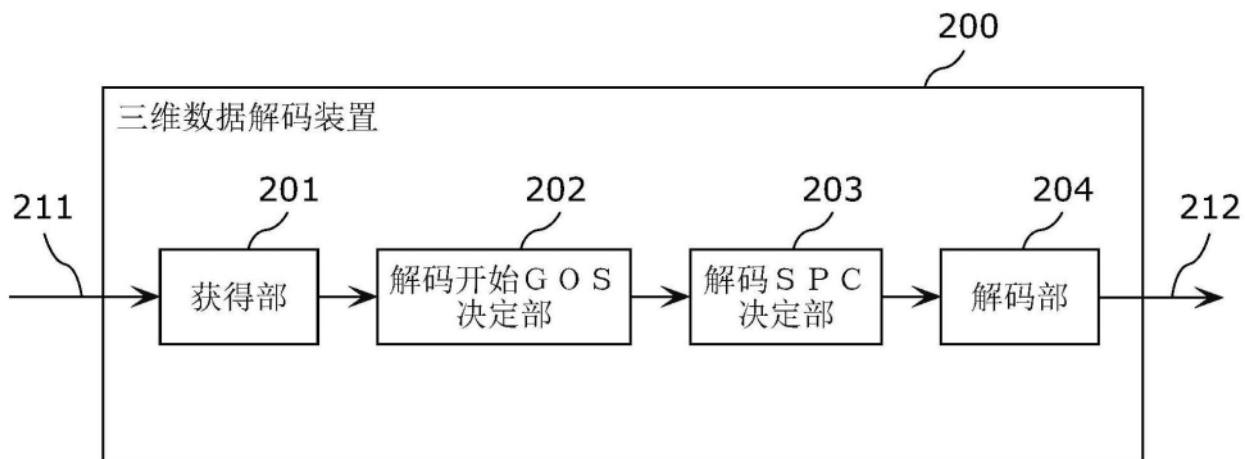 200
三维数据解码装置
201
202
203
204
211
212
获得部
解码开始ＧＯＳ
决定部
解码ＳＰＣ
决定部
解码部